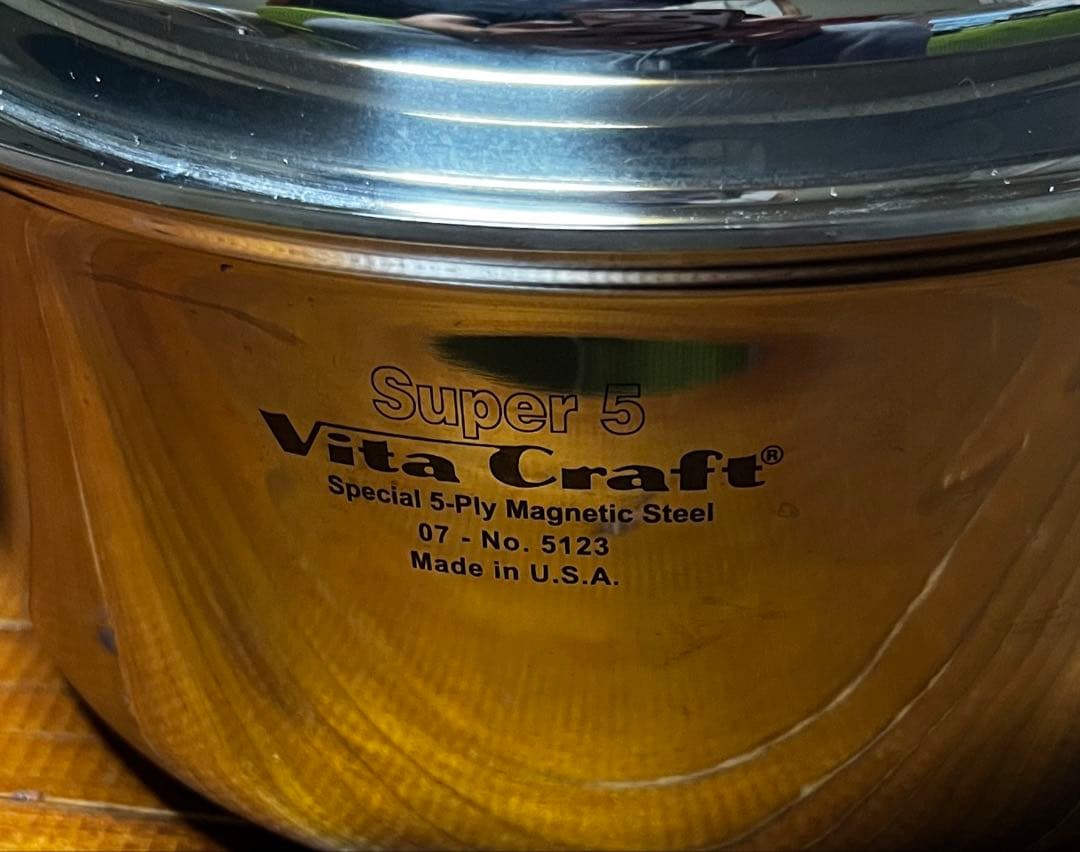 Super 5
Vita Craft®
Special 5-Ply Magnetic Steel
07 - No. 5123
Made in U.S.A.